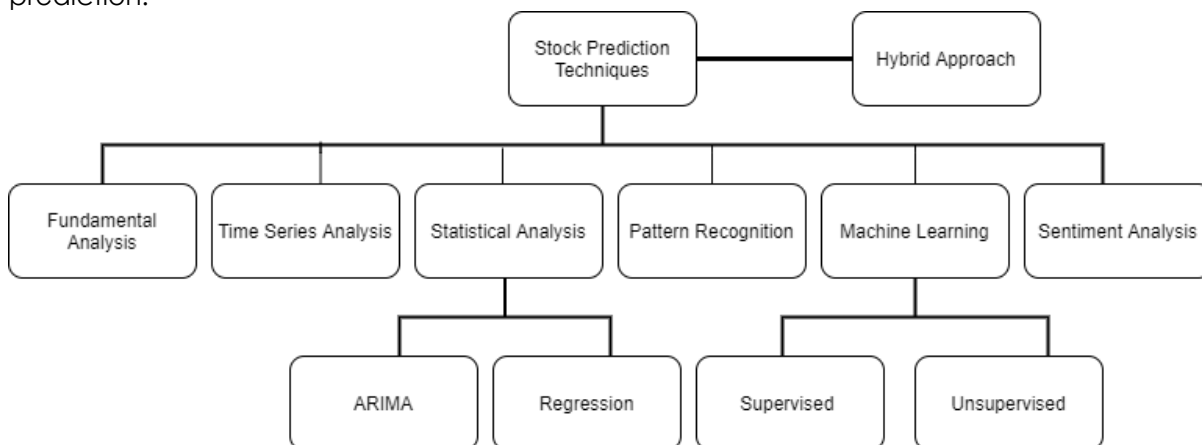 prediction.
Stock Prediction
Techniques
Hybrid Approach
Fundamental
Analysis
Time Series Analysis
Statistical Analysis
Pattern Recognition
Machine Learning
Sentiment Analysis
ARIMA
Regression
Supervised
Unsupervised